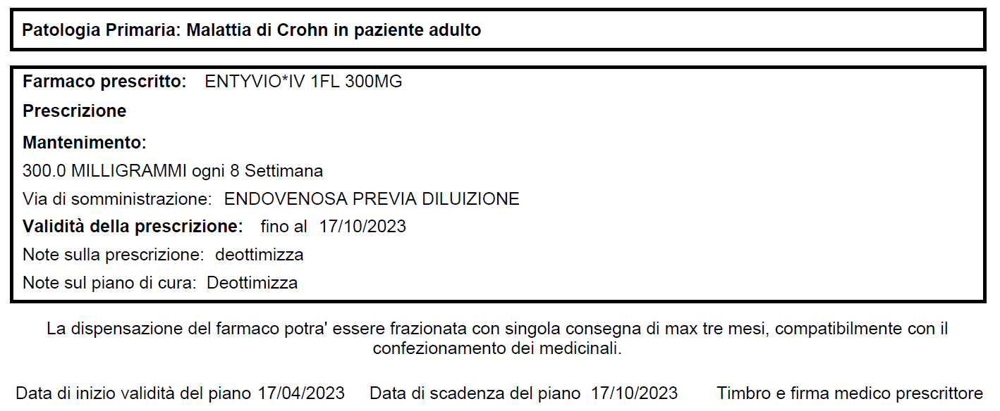 Patologia Primaria: Malattia di Crohn in paziente adulto
Farmaco prescritto: ENTYVIO*IV 1FL 300MG
Prescrizione
Mantenimento:
300.0 MILLIGRAMMI ogni 8 Settimana
Via di somministrazione: ENDOVENOSA PREVIA DILUIZIONE
Validità della prescrizione: fino al 17/10/2023
Note sulla prescrizione: deottimizza
Note sul piano di cura: Deottimizza
La dispensazione del farmaco potra' essere frazionata con singola consegna di max tre mesi, compatibilmente con il
confezionamento dei medicinali.
Data di inizio validità del piano 17/04/2023 Data di scadenza del piano 17/10/2023 Timbro e firma medico prescrittore